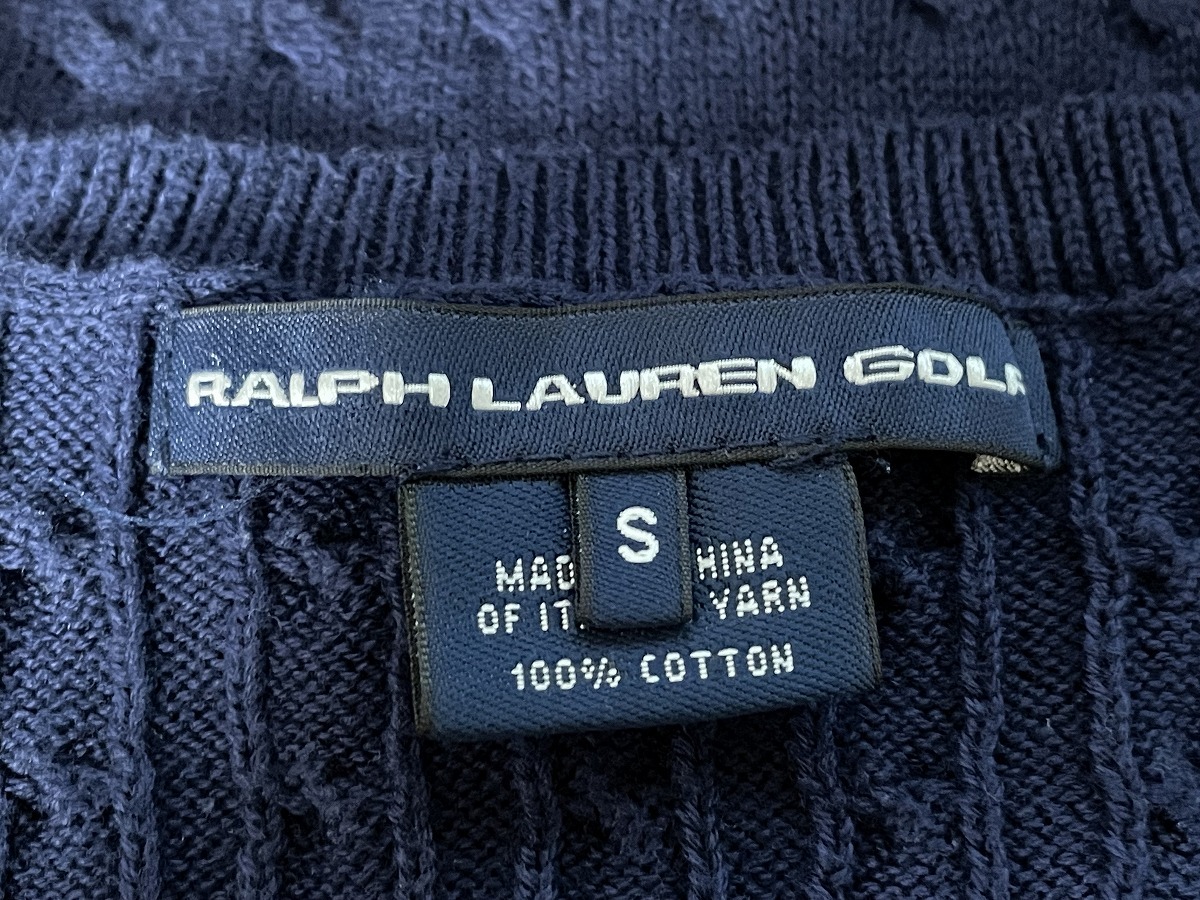 RALPH LAUREN GOLF
S
MAD HINA
OF IT YARN
100% COTTON